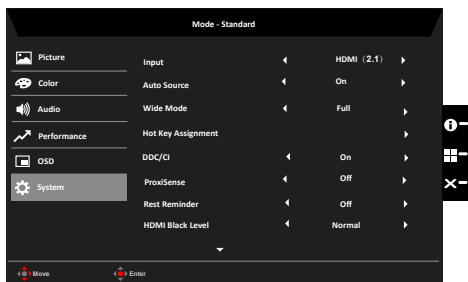 Mode - Standard
Picture
Color
Audio
Performance
OSD
System
Input HDMI（2.1）
Auto Source On
Wide Mode Full
Hot Key Assignment
DDC/CI On
ProxiSense Off
Rest Reminder Off
HDMI Black Level Normal
Move Enter